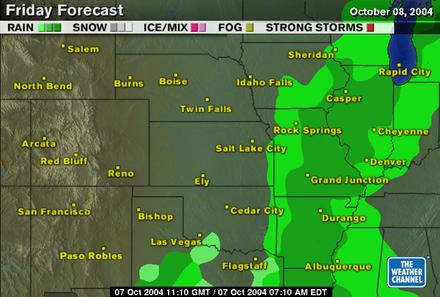 Friday Forecast
October 08, 2004
RAIN SNOW ICE/MIX FOG STRONG STORMS
Salem
Sheridan
Rapid City
North Bend
Burns
Boise
Idaho Falls
Casper
Twin Falls
Rock Springs
Cheyenne
Arcata
Red Bluff
Salt Lake City
Denver
Reno
Ely
Grand Junction
San Francisco
Bishop
Cedar City
Durango
Las Vegas
Paso Robles
Flagstaff
Albuquerque
THE
WEATHER
CHANNEL
07 Oct 2004 11:10 GMT / 07 Oct 2004 07:10 AM EDT